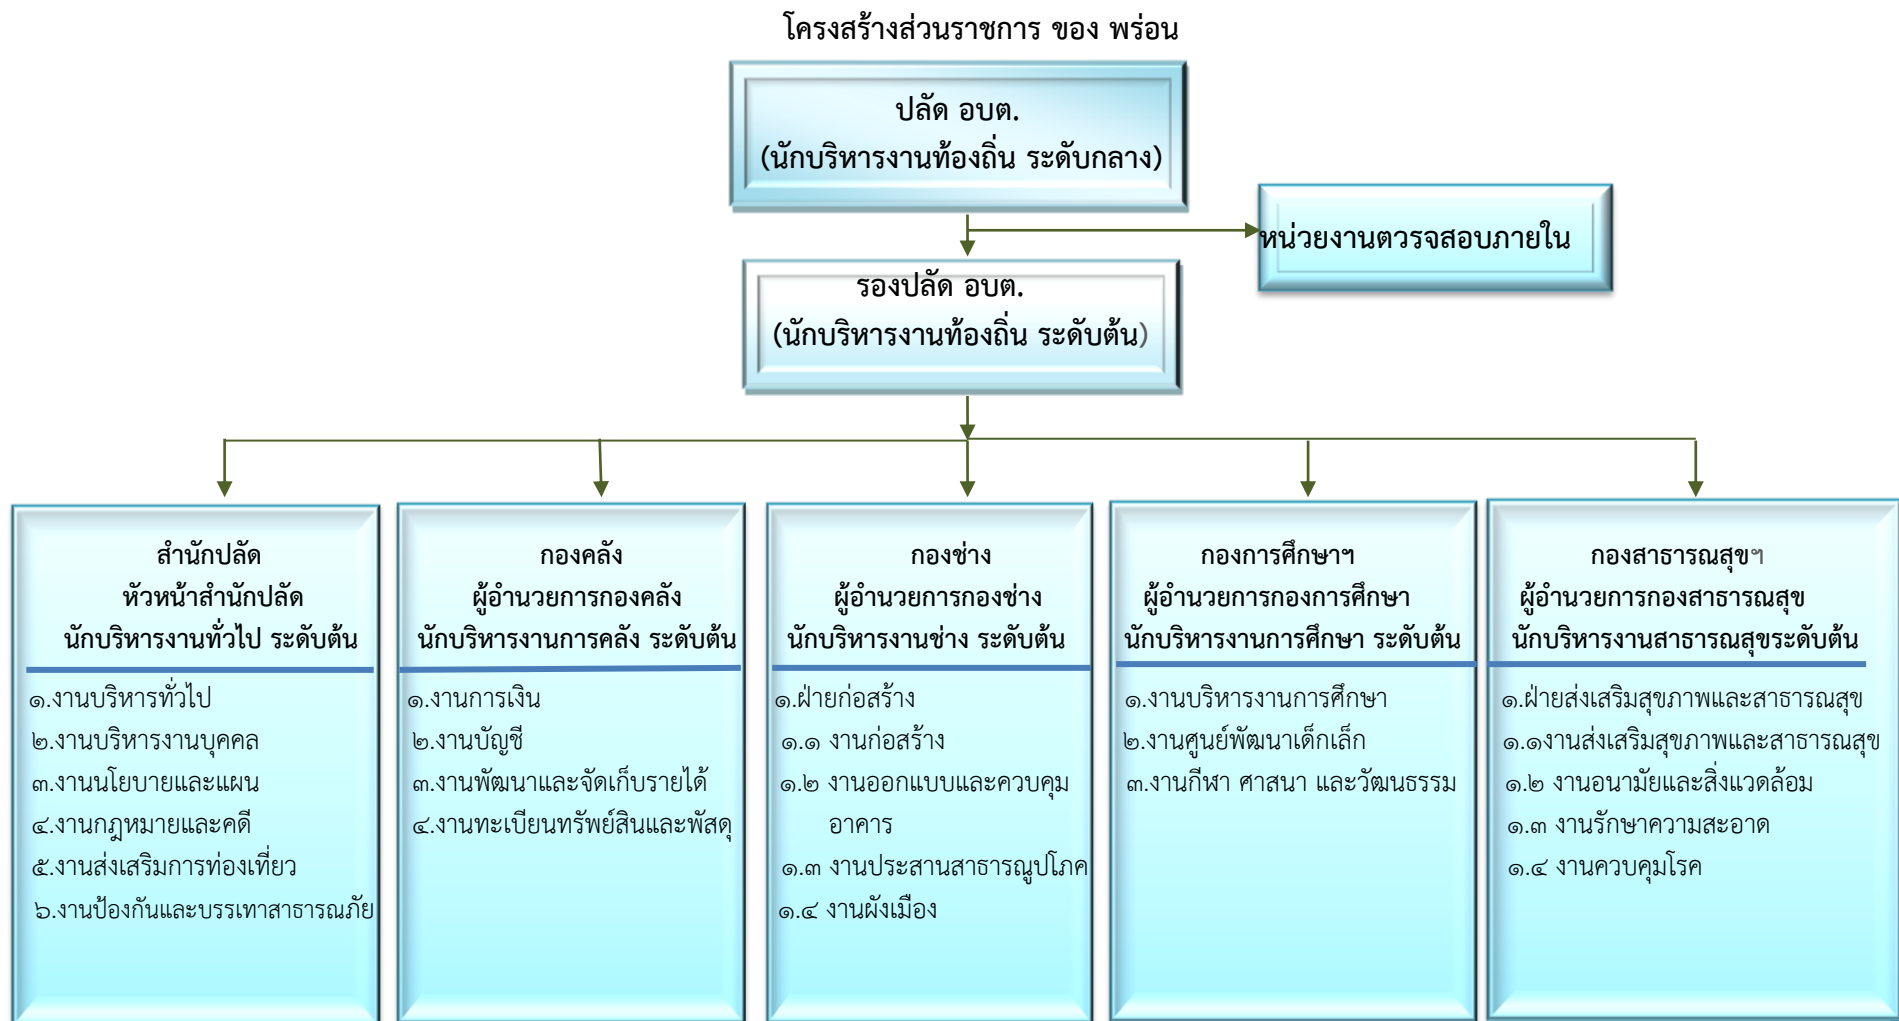 โครงสร้างส่วนราชการ ของ พร่อน
ปลัด อบต.
(นักบริหารงานท้องถิ่น ระดับกลาง)
หน่วยงานตวรจสอบภายใน
รองปลัด อบต.
(นักบริหารงานท้องถิ่น ระดับต้น)
สำนักปลัด
หัวหน้าสำนักปลัด
นักบริหารงานทั่วไป ระดับต้น
๑.งานบริหารทั่วไป
๒.งานบริหารงานบุคคล
๓.งานนโยบายและแผน
๔.งานกฎหมายและคดี
๕.งานส่งเสริมการท่องเที่ยว
๖.งานป้องกันและบรรเทาสาธารณภัย
กองคลัง
ผู้อำนวยการกองคลัง
นักบริหารงานการคลัง ระดับต้น
๑.งานการเงิน
๒.งานบัญชี
๓.งานพัฒนาและจัดเก็บรายได้
๔.งานทะเบียนทรัพย์สินและพัสดุ
กองช่าง
ผู้อำนวยการกองช่าง
นักบริหารงานช่าง ระดับต้น
๑.ฝ่ายก่อสร้าง
๑.๑ งานก่อสร้าง
๑.๒ งานออกแบบและควบคุม
อาคาร
๑.๓ งานประสานสาธารณูปโภค
๑.๔ งานผังเมือง
กองการศึกษาฯ
ผู้อำนวยการกองการศึกษา
นักบริหารงานการศึกษา ระดับต้น
๑.งานบริหารงานการศึกษา
๒.งานศูนย์พัฒนาเด็กเล็ก
๓.งานกีฬา ศาสนา และวัฒนธรรม
กองสาธารณสุขฯ
ผู้อำนวยการกองสาธารณสุข
นักบริหารงานสาธารณสุขระดับต้น
๑.ฝ่ายส่งเสริมสุขภาพและสาธารณสุข
๑.๑งานส่งเสริมสุขภาพและสาธารณสุข
๑.๒ งานอนามัยและสิ่งแวดล้อม
๑.๓ งานรักษาความสะอาด
๑.๔ งานควบคุมโรค